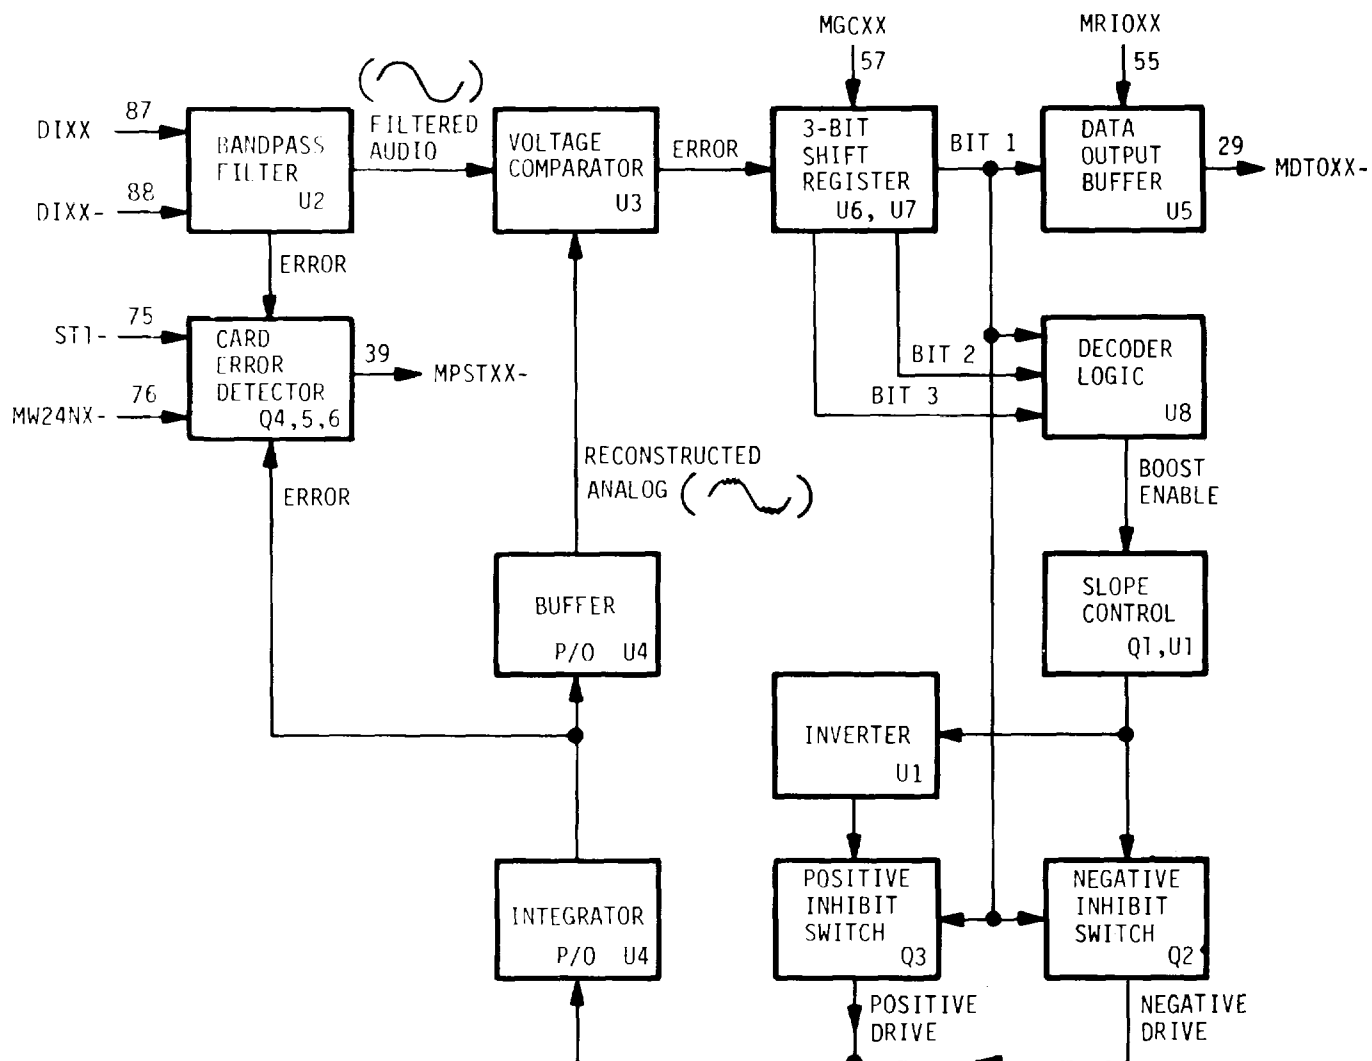 MGCXX
57
MRIOXX
55
DIXX
87
DIXX-
88
BANDPASS
FILTER
U2
FILTERED
AUDIO
VOLTAGE
COMPARATOR
U3
ERROR
3-BIT
SHIFT
REGISTER
U6, U7
BIT 1
DATA
OUTPUT
BUFFER
U5
29
MDTOXX-
ERROR
ST1-
75
MW24NX-
76
CARD
ERROR
DETECTOR
Q4,5,6
39
MPSTXX-
BIT 2
BIT 3
DECODER
LOGIC
U8
ERROR
RECONSTRUCTED
ANALOG
BOOST
ENABLE
BUFFER
P/O U4
SLOPE
CONTROL
Q1,U1
INVERTER
U1
INTEGRATOR
P/O U4
POSITIVE
INHIBIT
SWITCH
Q3
NEGATIVE
INHIBIT
SWITCH
Q2
POSITIVE
DRIVE
NEGATIVE
DRIVE